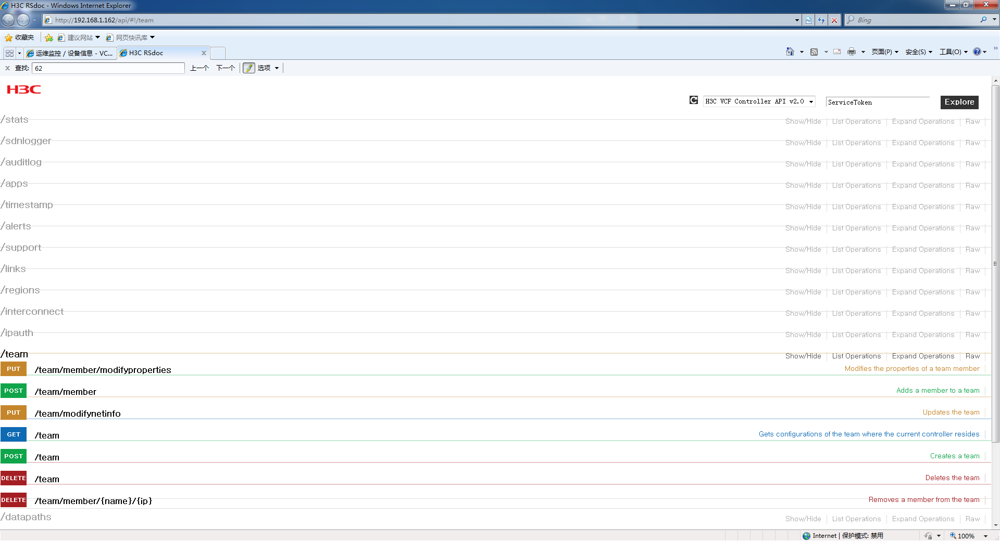 H3C RSdoc - Windows Internet Explorer
http://192.168.1.162/api/#!/team
Bing
收藏夹 建议网站 网页快讯库
运维监控 / 设备信息 - VC... H3C RSdoc 页面(P) 安全(S) 工具(O)
查找: 62 上一个 下一个 选项
H3C
H3C VCF Controller API v2.0 ServiceToken Explore
/stats Show/Hide List Operations Expand Operations Raw
/sdnlogger Show/Hide List Operations Expand Operations Raw
/auditlog Show/Hide List Operations Expand Operations Raw
/apps Show/Hide List Operations Expand Operations Raw
/timestamp Show/Hide List Operations Expand Operations Raw
/alerts Show/Hide List Operations Expand Operations Raw
/support Show/Hide List Operations Expand Operations Raw
/links Show/Hide List Operations Expand Operations Raw
/regions Show/Hide List Operations Expand Operations Raw
/interconnect Show/Hide List Operations Expand Operations Raw
/ipauth Show/Hide List Operations Expand Operations Raw
/team Show/Hide List Operations Expand Operations Raw
PUT /team/member/modifyproperties Modifies the properties of a team member
POST /team/member Adds a member to a team
PUT /team/modifynetinfo Updates the team
GET /team Gets configurations of the team where the current controller resides
POST /team Creates a team
DELETE /team Deletes the team
DELETE /team/member/{name}/{ip} Removes a member from the team
/datapaths Show/Hide List Operations Expand Operations Raw
Internet | 保护模式: 禁用 100%